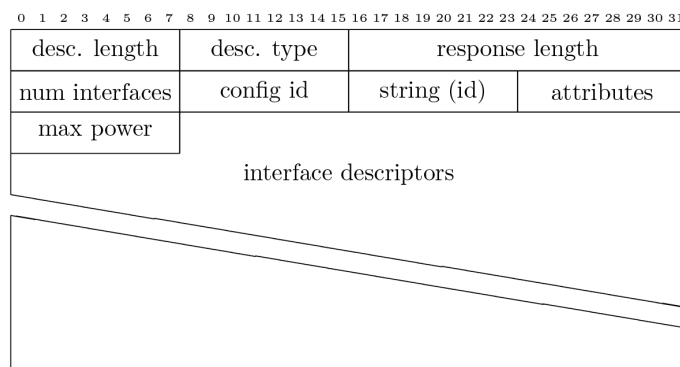 0 1 2 3 4 5 6 7 8 9 10 11 12 13 14 15 16 17 18 19 20 21 22 23 24 25 26 27 28 29 30 31
desc. length desc. type response length
num interfaces config id string (id) attributes
max power
interface descriptors